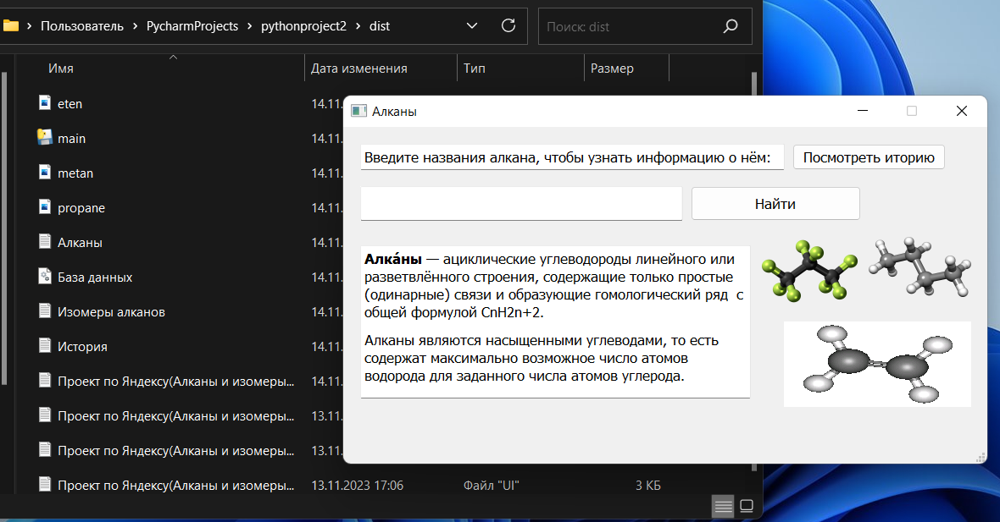 Пользователь > PycharmProjects > pythonproject2 > dist
Поиск: dist
Имя
Дата изменения
Тип
Размер
eten
14.11.
main
14.11.
metan
14.11.
propane
14.11.
Алканы
14.11.
База данных
14.11.
Изомеры алканов
14.11.
История
14.11.
Проект по Яндексу(Алканы и изомеры...
14.11.
Проект по Яндексу(Алканы и изомеры...
13.11.
Проект по Яндексу(Алканы и изомеры...
13.11.
Проект по Яндексу(Алканы и изомеры...
13.11.2023 17:06
Файл "UI"
3 КБ
Алканы
Введите названия алкана, чтобы узнать информацию о нём:
Посмотреть иторию
Найти
Алка́ны — ациклические углеводороды линейного или
разветвлённого строения, содержащие только простые
(одинарные) связи и образующие гомологический ряд с
общей формулой CnH2n+2.
Алканы являются насыщенными углеводами, то есть
содержат максимально возможное число атомов
водорода для заданного числа атомов углерода.